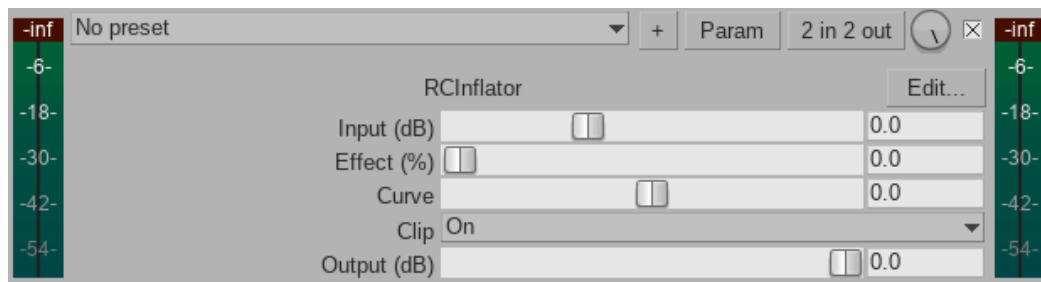 -inf No preset + Param 2 in 2 out -inf
-6- -6-
RCInflator Edit...
-18- -18-
Input (dB) 0.0
-30- Effect (%) 0.0 -30-
Curve 0.0
-42- -42-
Clip On
-54- -54-
Output (dB) 0.0